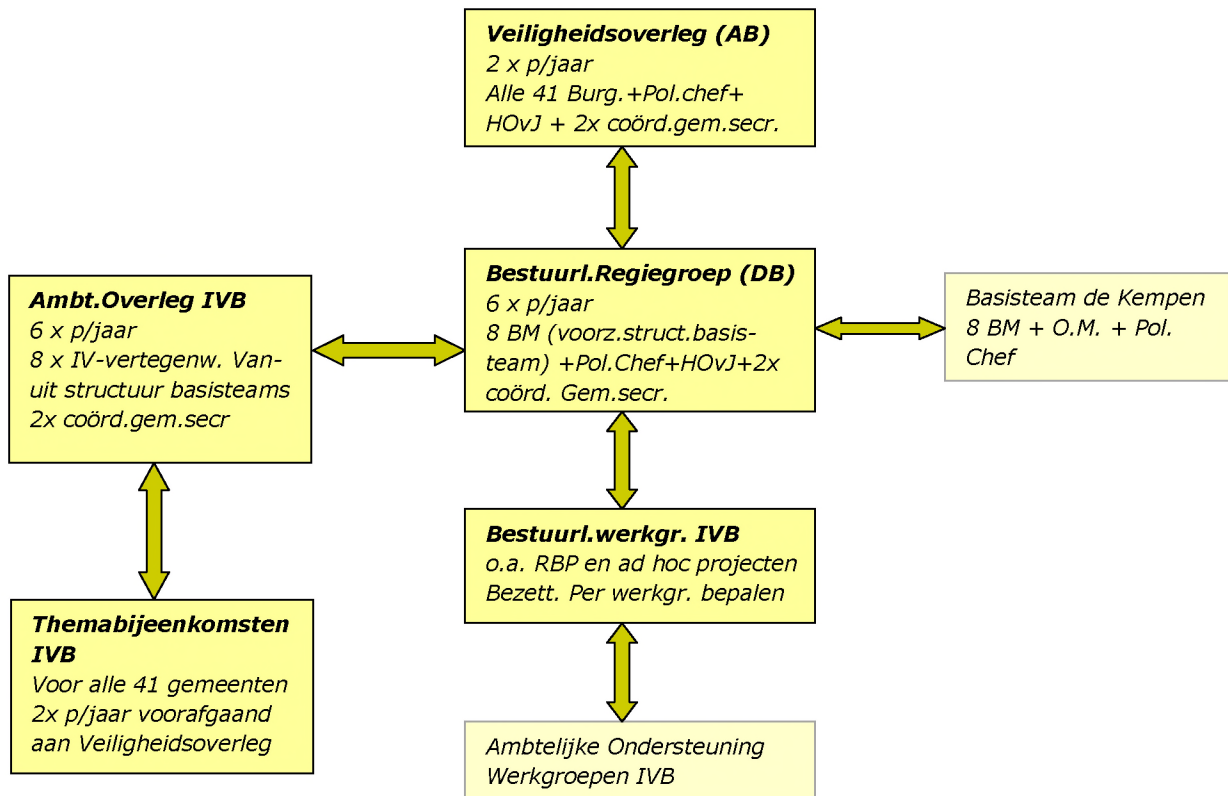 Veiligheidsoverleg (AB)
2 x p/jaar
Alle 41 Burg.+Pol.chef+
HOvJ + 2x coörd.gem.secr.
Ambt.Overleg IVB
6 x p/jaar
8 x IV-vertegenw. Van-
uit structuur basisteams
2x coörd.gem.secr
Bestuurl.Regiegroep (DB)
6 x p/jaar
8 BM (voorz.struct.basis-
team) +Pol.Chef+HOvJ+2x
coörd. Gem.secr.
Basisteam de Kempen
8 BM + O.M. + Pol.
Chef
Bestuurl.werkgr. IVB
o.a. RBP en ad hoc projecten
Bezett. Per werkgr. bepalen
Themabijeenkomsten
IVB
Voor alle 41 gemeenten
2x p/jaar voorafgaand
aan Veiligheidsoverleg
Ambtelijke Ondersteuning
Werkgroepen IVB